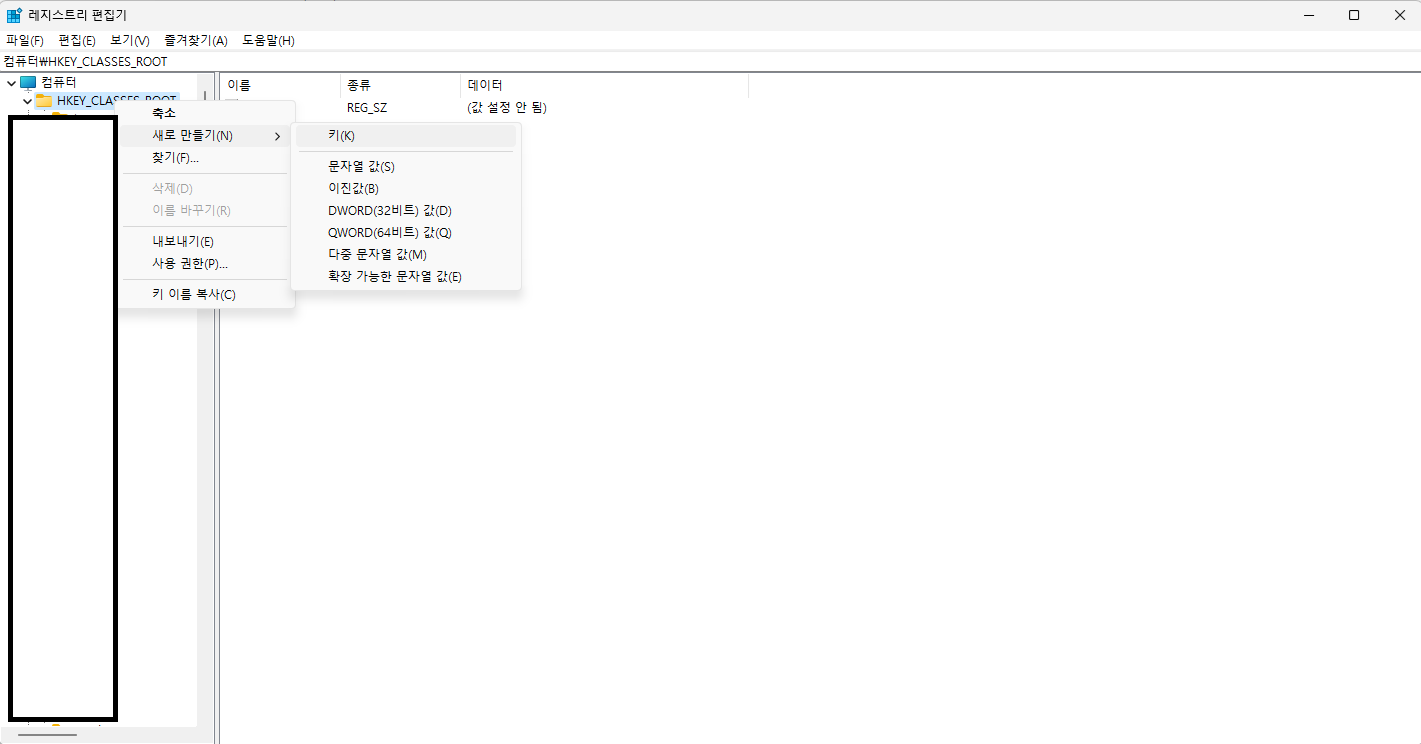 레지스트리 편집기
파일(F) 편집(E) 보기(V) 즐겨찾기(A) 도움말(H)
컴퓨터₩HKEY_CLASSES_ROOT
컴퓨터
HKEY_CLASSES_ROOT
이름 종류 데이터
REG_SZ (값 설정 안 됨)
축소
새로 만들기(N)
찾기(F)...
삭제(D)
이름 바꾸기(R)
내보내기(E)
사용 권한(P)...
키 이름 복사(C)
키(K)
문자열 값(S)
이진값(B)
DWORD(32비트) 값(D)
QWORD(64비트) 값(Q)
다중 문자열 값(M)
확장 가능한 문자열 값(E)